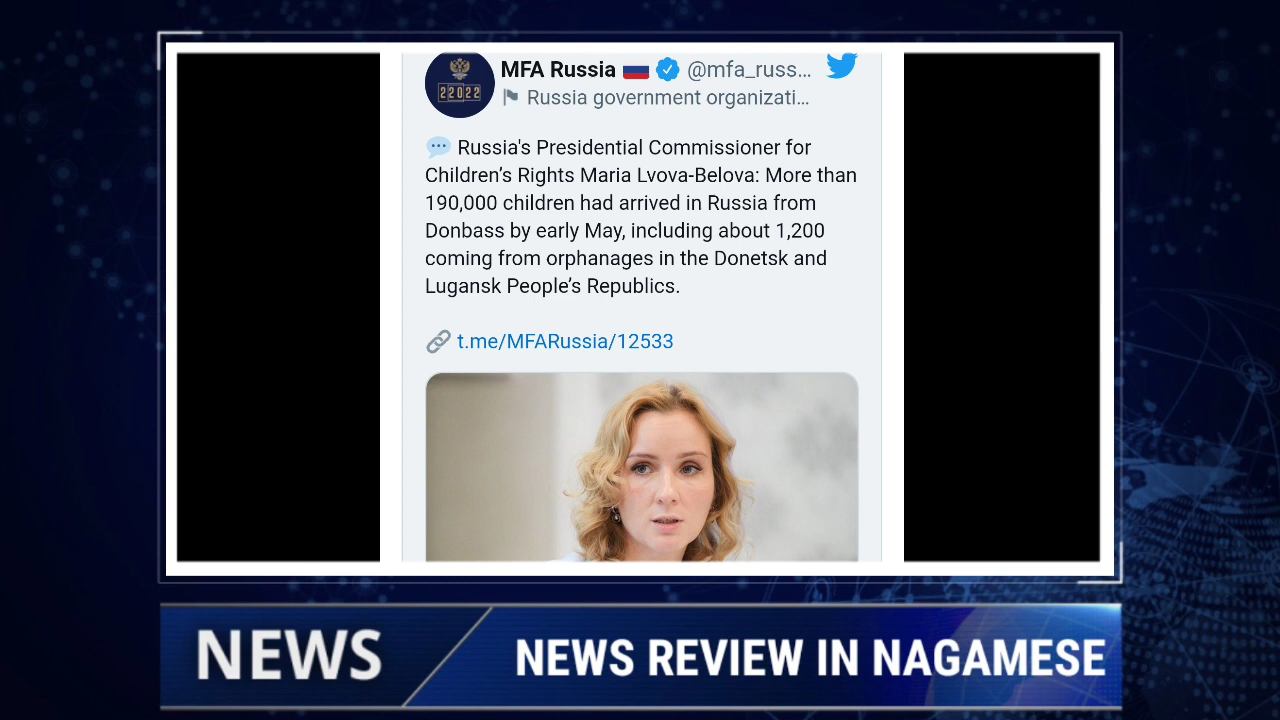 MFA Russia 🇷🇺 @mfa_russ...
22022
Russia government organizati...
💬 Russia's Presidential Commissioner for
Children’s Rights Maria Lvova-Belova: More than
190,000 children had arrived in Russia from
Donbass by early May, including about 1,200
coming from orphanages in the Donetsk and
Lugansk People’s Republics.
🔗 t.me/MFARussia/12533
NEWS
NEWS REVIEW IN NAGAMESE